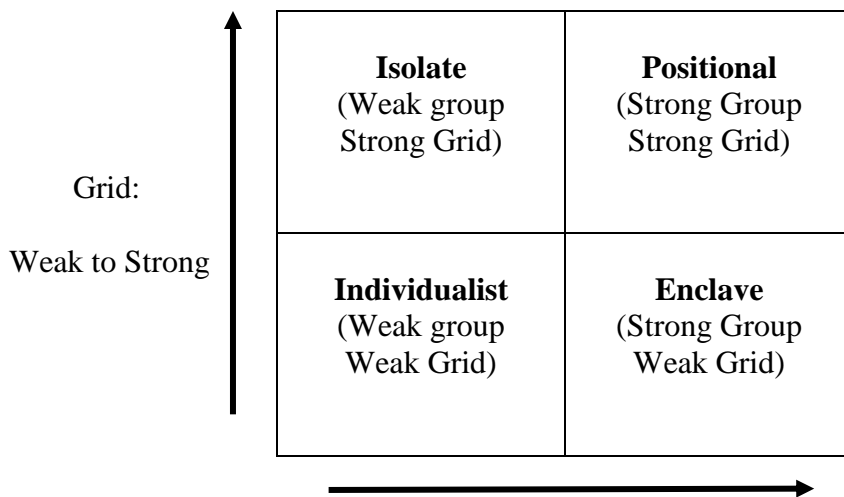 Isolate
(Weak group
Strong Grid)
Positional
(Strong Group
Strong Grid)
Grid:
Weak to Strong
Individualist
(Weak group
Weak Grid)
Enclave
(Strong Group
Weak Grid)